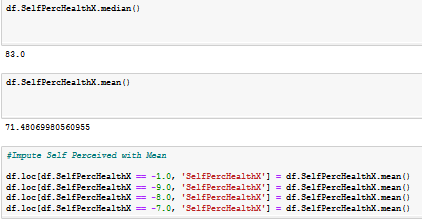 df.SelfPercHealthX.median()
83.0
df.SelfPercHealthX.mean()
71.48069980560955
#Impute Self Perceived with Mean
df.loc[df.SelfPercHealthX == -1.0, 'SelfPercHealthX'] = df.SelfPercHealthX.mean()
df.loc[df.SelfPercHealthX == -9.0, 'SelfPercHealthX'] = df.SelfPercHealthX.mean()
df.loc[df.SelfPercHealthX == -8.0, 'SelfPercHealthX'] = df.SelfPercHealthX.mean()
df.loc[df.SelfPercHealthX == -7.0, 'SelfPercHealthX'] = df.SelfPercHealthX.mean()